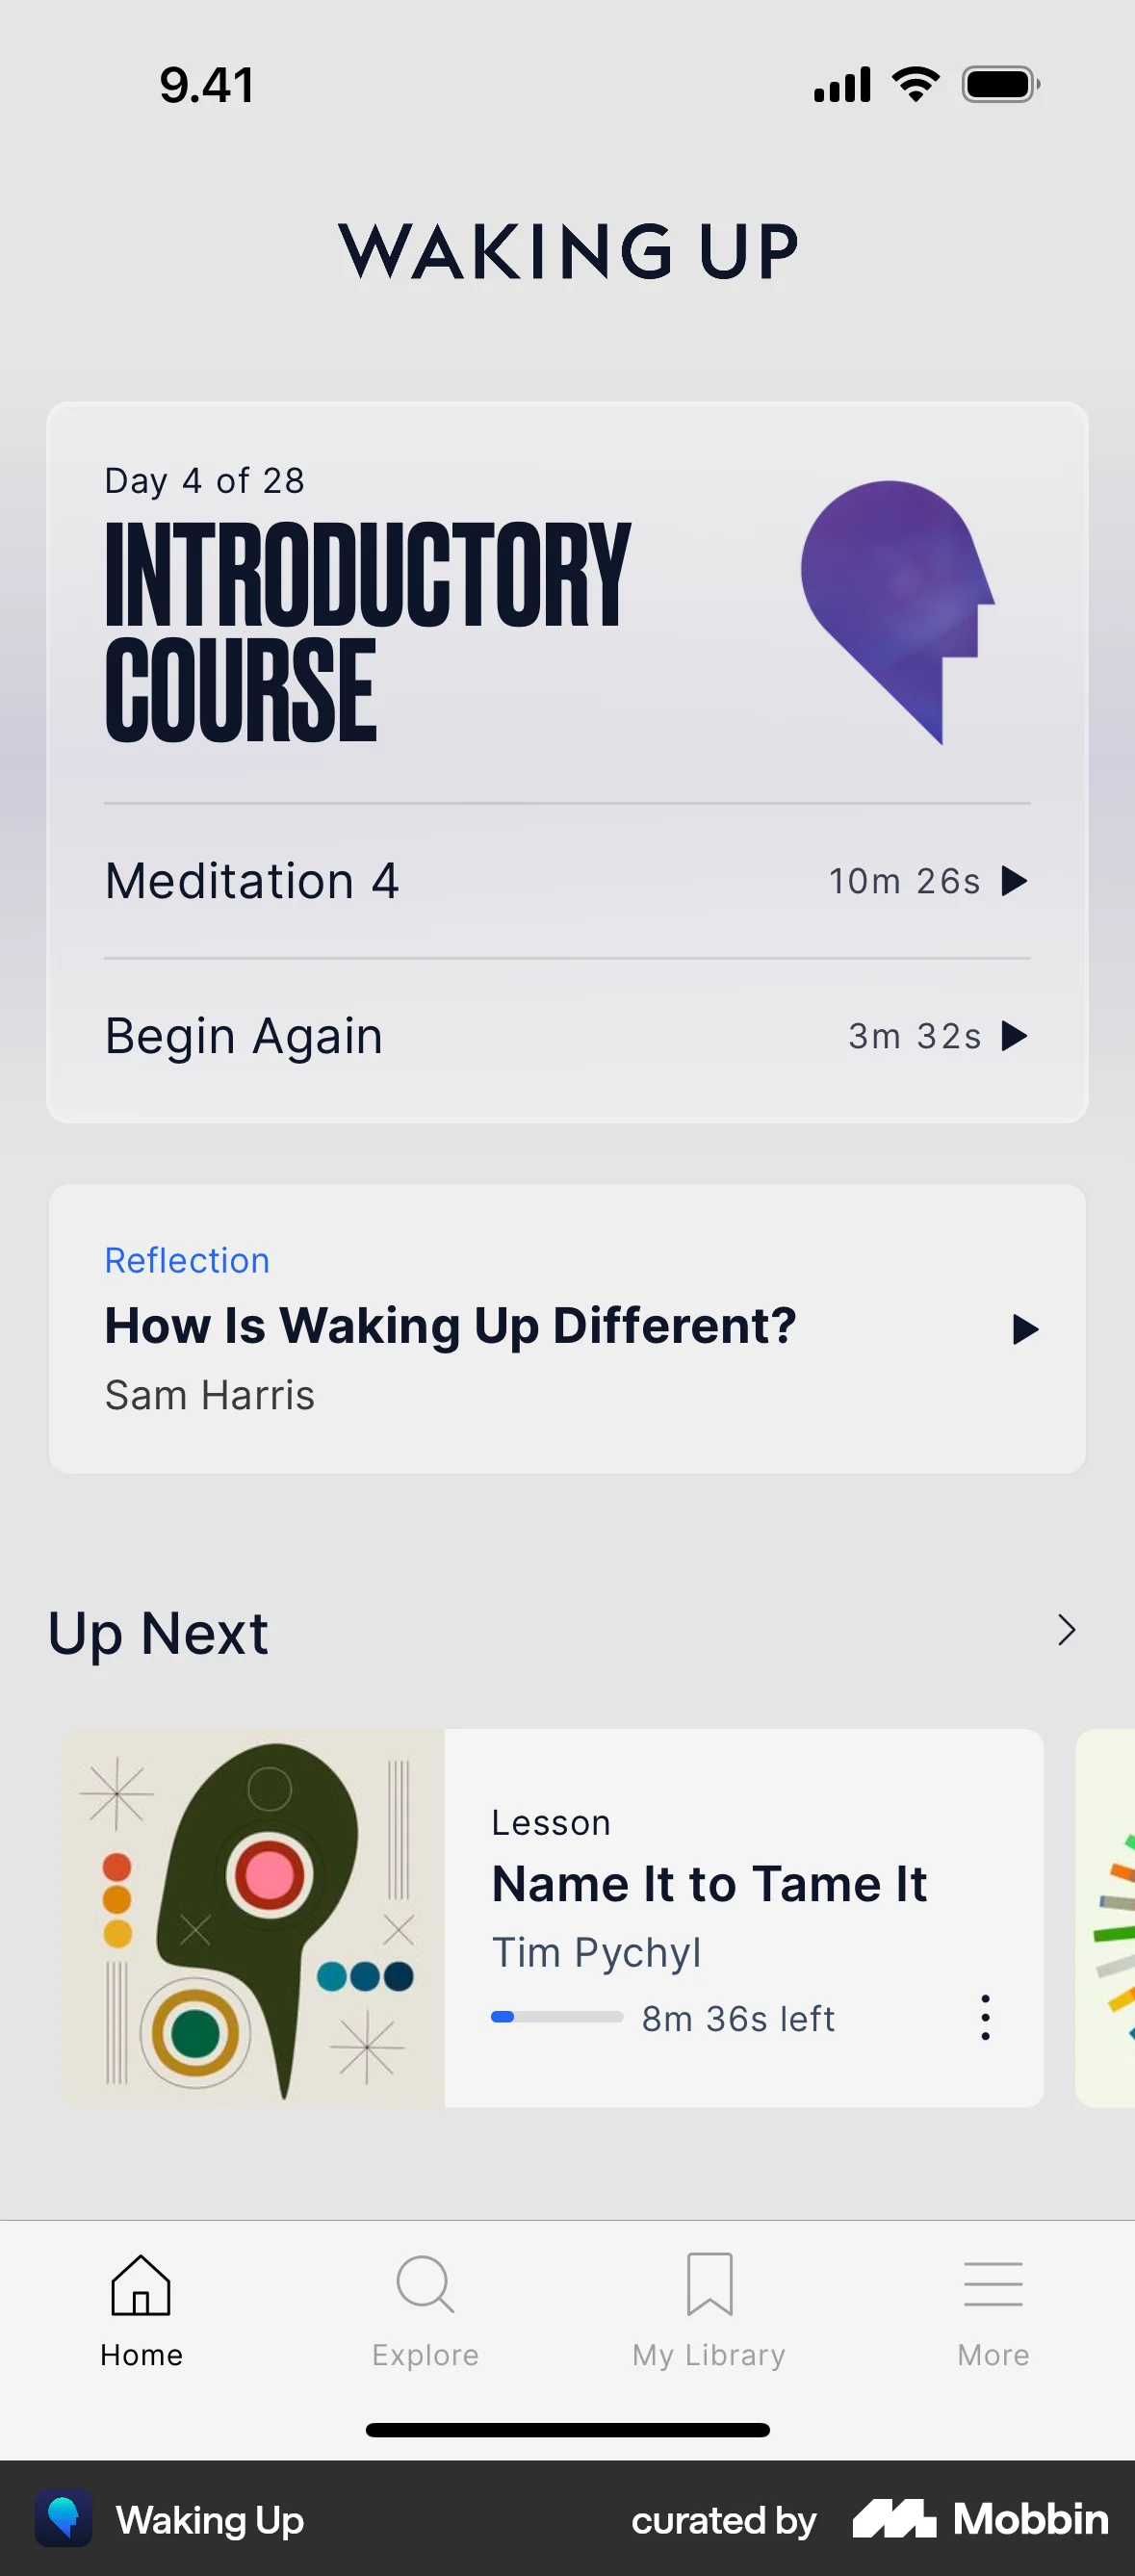 9.41
WAKING UP
Day 4 of 28
INTRODUCTORY
COURSE
Meditation 4
10m 26s
Begin Again
3m 32s
Reflection
How Is Waking Up Different?
Sam Harris
Up Next
Lesson
Name It to Tame It
Tim Pychyl
8m 36s left
Home
Explore
My Library
More
Waking Up
curated by
Mobbin